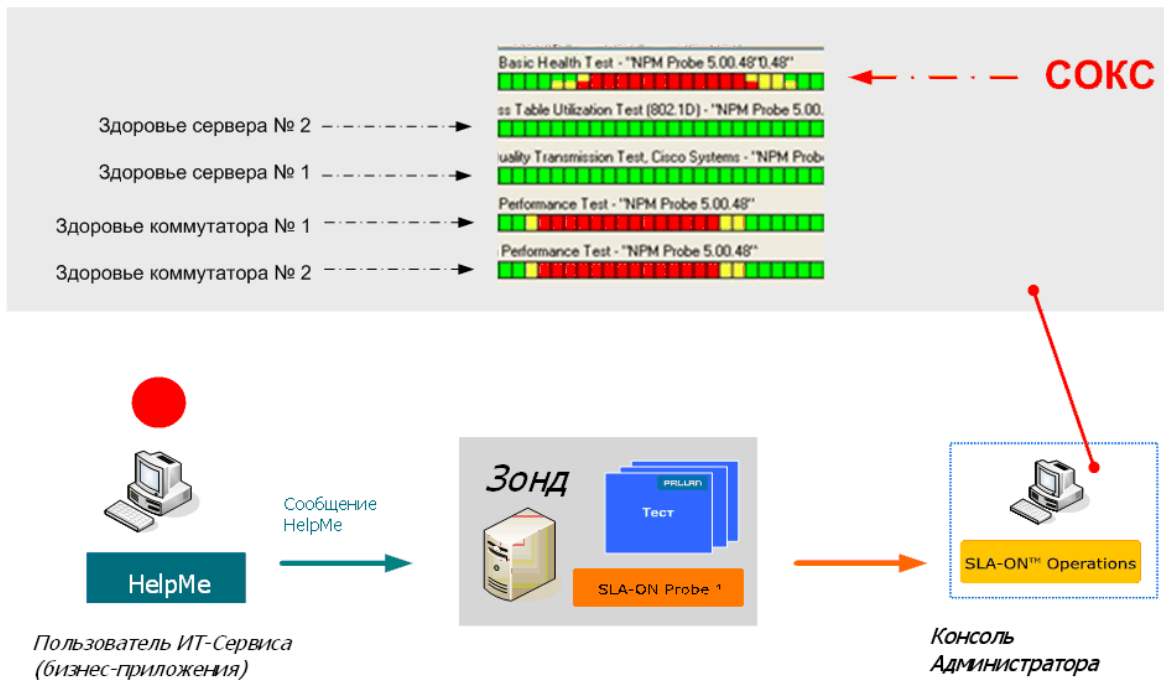 Basic Health Test - "NPM Probe 5.00.48"0.48"
СОКС
ss Table Utilization Test (802.1D) - "NPM Probe 5.00.
Здоровье сервера № 2
uality Transmission Test, Cisco Systems - "NPM Prob
Здоровье сервера № 1
Performance Test - "NPM Probe 5.00.48"
Здоровье коммутатора № 1
Performance Test - "NPM Probe 5.00.48"
Здоровье коммутатора № 2
Зонд
PRLLAN
Тест
Сообщение
HelpMe
HelpMe
SLA-ON Probe ⁴
SLA-ON™ Operations
Пользователь ИТ-Сервиса
(бизнес-приложения)
Консоль
Администратора